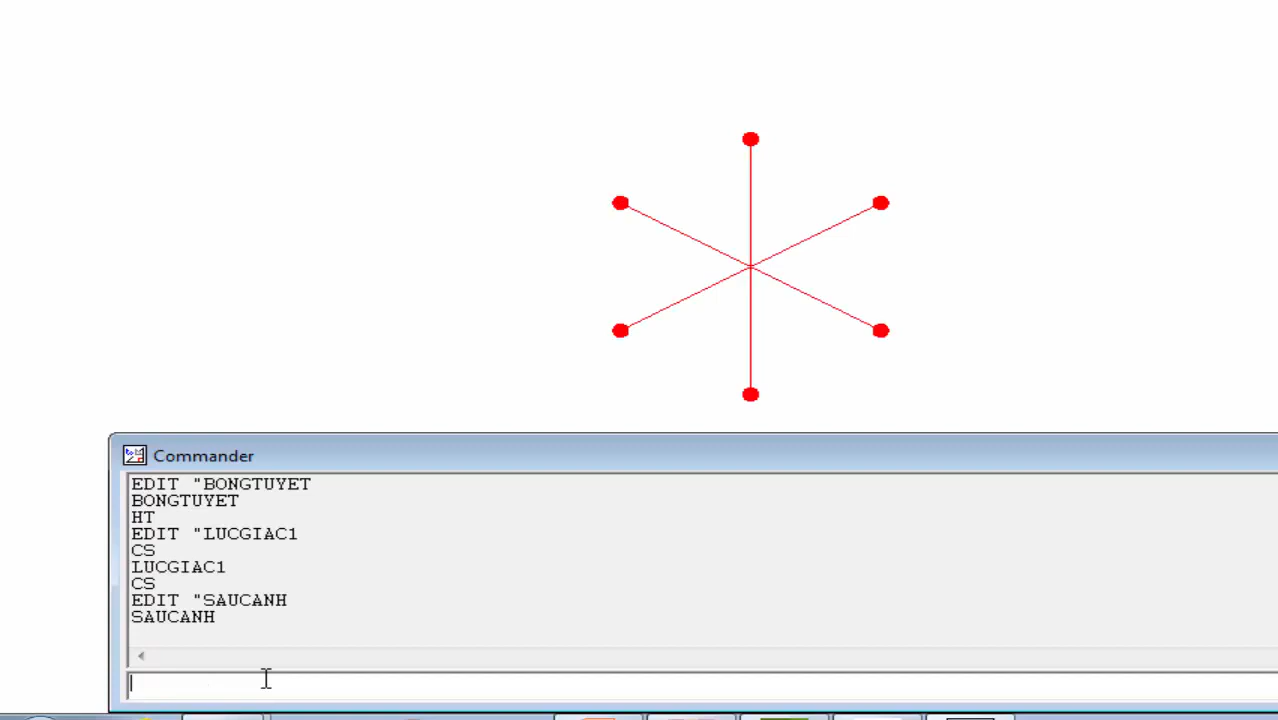 Commander
EDIT "BONGTUYET
BONGTUYET
HT
EDIT "LUCGIAC1
CS
LUCGIAC1
CS
EDIT "SAUCANH
SAUCANH